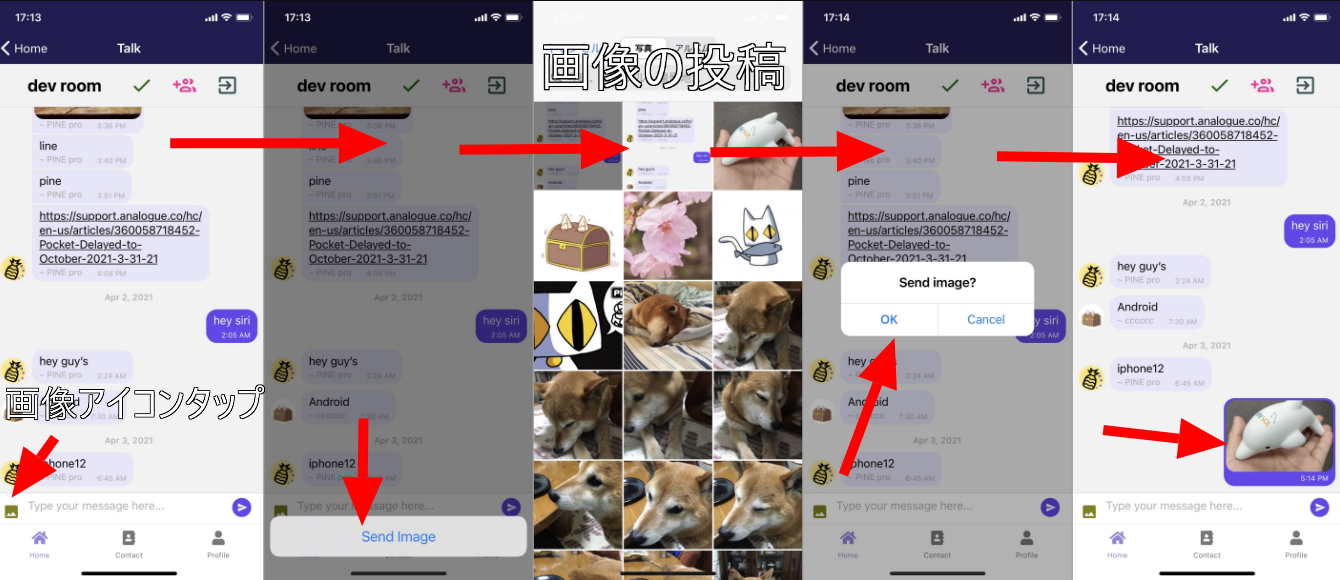 17:13
Home
Talk
dev room
~ PINE pro 3:36 PM
line
~ PINE pro 3:40 PM
pine
~ PINE pro 3:51 PM
https://support.analogue.co/hc/
en-us/articles/360058718452-
Pocket-Delayed-to-
October-2021-3-31-21
~ PINE pro 4:08 PM
Apr 2, 2021
hey siri
2:05 AM
hey guy's
~ PINE pro 2:24 AM
画像アイコンタップ
7:30 AM
Apr 3, 2021
iphone12
~ PINE pro 6:45 AM
Type your message here...
Home
Contact
Profile
17:13
Home
Talk
dev room
~ PINE pro 3:36 PM
line
~ PINE pro 3:40 PM
pine
~ PINE pro 3:51 PM
https://support.analogue.co/hc/
en-us/articles/360058718452-
Pocket-Delayed-to-
October-2021-3-31-21
~ PINE pro 4:08 PM
Apr 2, 2021
hey siri
2:05 AM
hey guy's
~ PINE pro 2:24 AM
Android
~ cccccc 7:30 AM
Apr 3, 2021
iphone12
~ PINE pro 6:45 AM
Type your message here...
Send Image
写真
画像の投稿
17:14
Home
Talk
dev room
~ PINE pro 3:36 PM
~ PINE pro 3:40 PM
pine
~ PINE pro 3:51 PM
https://support.analogue.co/hc/
en-us/articles/360058718452-
Pocket-Delayed-to-
October-2021-3-31-21
Send image?
OK
Cancel
hey siri
2:05 AM
hey guy's
~ PINE pro 2:24 AM
Android
~ cccccc 7:30 AM
Apr 3, 2021
iphone12
~ PINE pro 6:45 AM
Type your message here...
Home
Contact
Profile
17:14
Home
Talk
dev room
https://support.analogue.co/hc/
en-us/articles/360058718452-
Pocket-Delayed-to-
October-2021-3-31-21
~ PINE pro 4:08 PM
Apr 2, 2021
hey siri
2:05 AM
hey guy's
~ PINE pro 2:24 AM
Android
~ cccccc 7:30 AM
Apr 3, 2021
iphone12
~ PINE pro 6:45 AM
5:14 PM
Type your message here...
Home
Contact
Profile